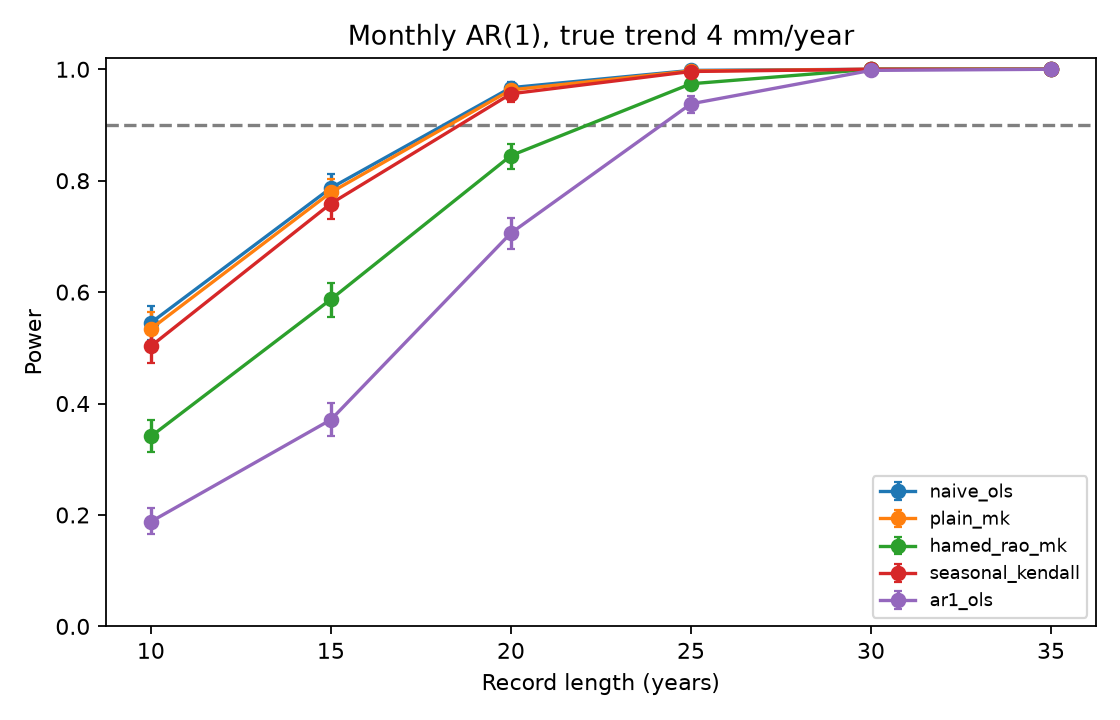 Monthly AR(1), true trend 4 mm/year
Power
1.0
0.8
0.6
0.4
0.2
0.0
10 15 20 25 30 35
Record length (years)
naive_ols
plain_mk
hamed_rao_mk
seasonal_kendall
ar1_ols